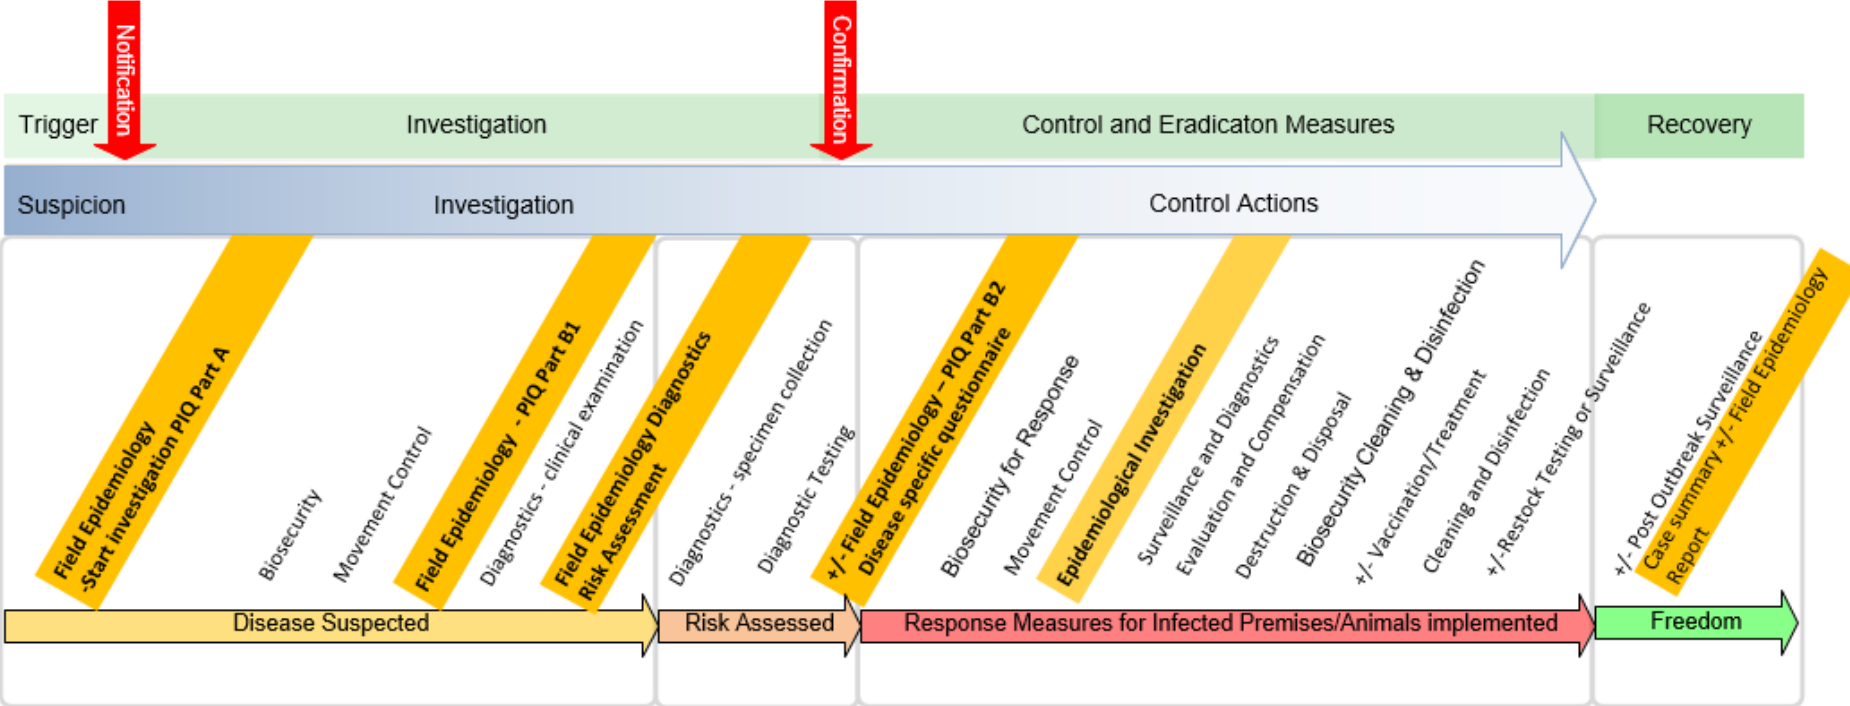 Notification
Confirmation
Trigger
Investigation
Control and Eradicaton Measures
Recovery
Suspicion
Investigation
Control Actions
Field Epidemiology
-Start investigation PIQ Part A
Biosecurity
Movement Control
Field Epidemiology - PIQ Part B1
Diagnostics - clinical examination
Field Epidemiology Diagnostics
Risk Assessment
Diagnostics - specimen collection
Diagnostic Testing
+/- Field Epidemiology – PIQ Part B2
Disease specific questionnaire
Biosecurity for Response
Movement Control
Epidemiological Investigation
Surveillance and Diagnostics
Evaluation and Compensation
Destruction & Disposal
Biosecurity Cleaning & Disinfection
+/- Vaccination/Treatment
Cleaning and Disinfection
+/-Restock Testing or Surveillance
+/- Post Outbreak Surveillance
Case summary +/- Field Epidemiology
Report
Disease Suspected
Risk Assessed
Response Measures for Infected Premises/Animals implemented
Freedom